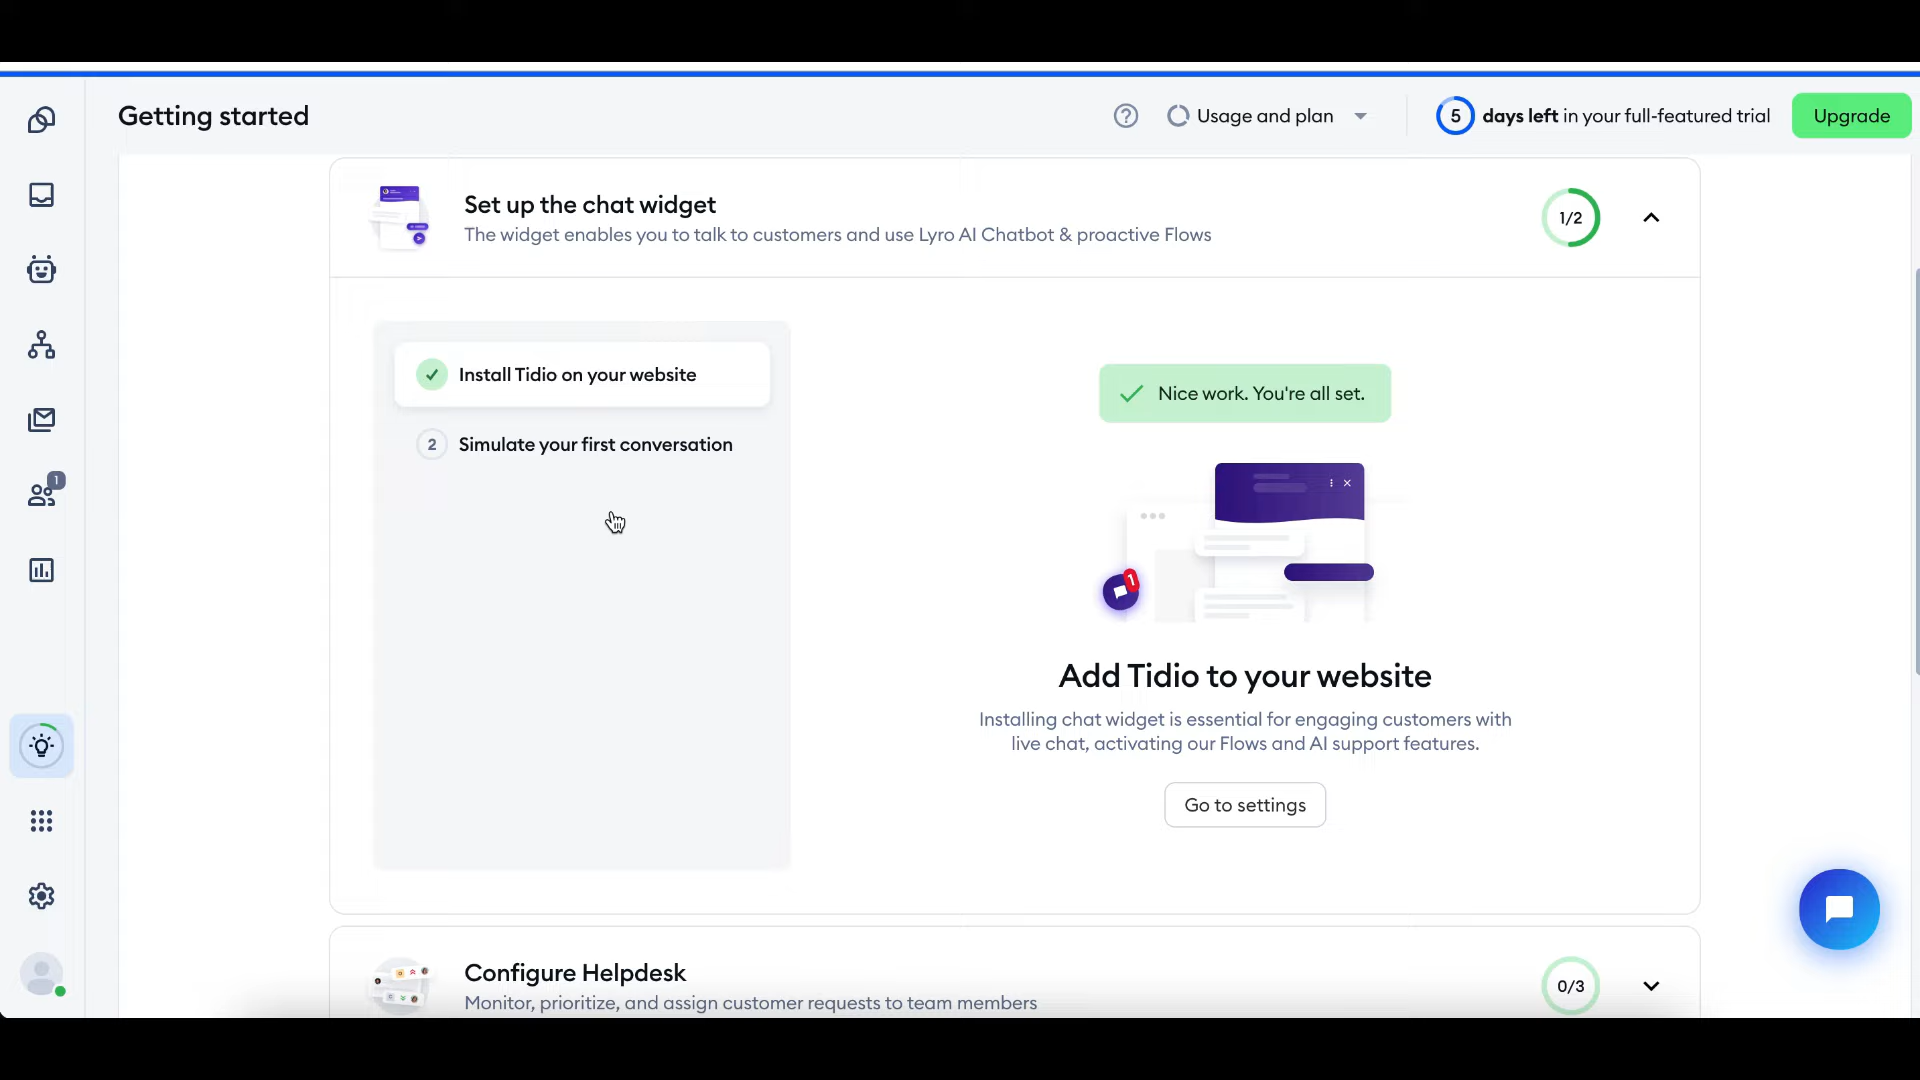 Getting started
Usage and plan
5 days left in your full-featured trial
Upgrade
Set up the chat widget
The widget enables you to talk to customers and use Lyro AI Chatbot & proactive Flows
1/2
Install Tidio on your website
2 Simulate your first conversation
Nice work. You're all set.
1
1
Add Tidio to your website
Installing chat widget is essential for engaging customers with
live chat, activating our Flows and AI support features.
Go to settings
Configure Helpdesk
Monitor, prioritize, and assign customer requests to team members
0/3